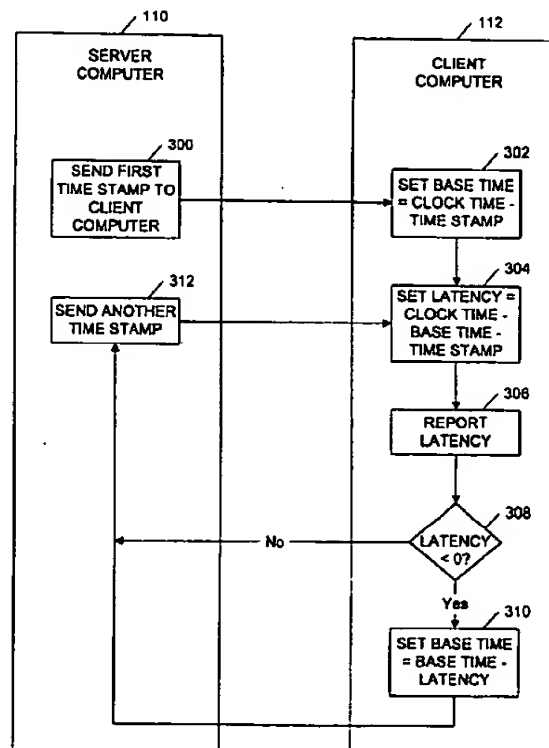 110
SERVER
COMPUTER
112
CLIENT
COMPUTER
300
SEND FIRST
TIME STAMP TO
CLIENT
COMPUTER
302
SET BASE TIME
= CLOCK TIME -
TIME STAMP
312
SEND ANOTHER
TIME STAMP
304
SET LATENCY =
CLOCK TIME -
BASE TIME -
TIME STAMP
306
REPORT
LATENCY
308
LATENCY
< 0?
No
Yes
310
SET BASE TIME
= BASE TIME -
LATENCY